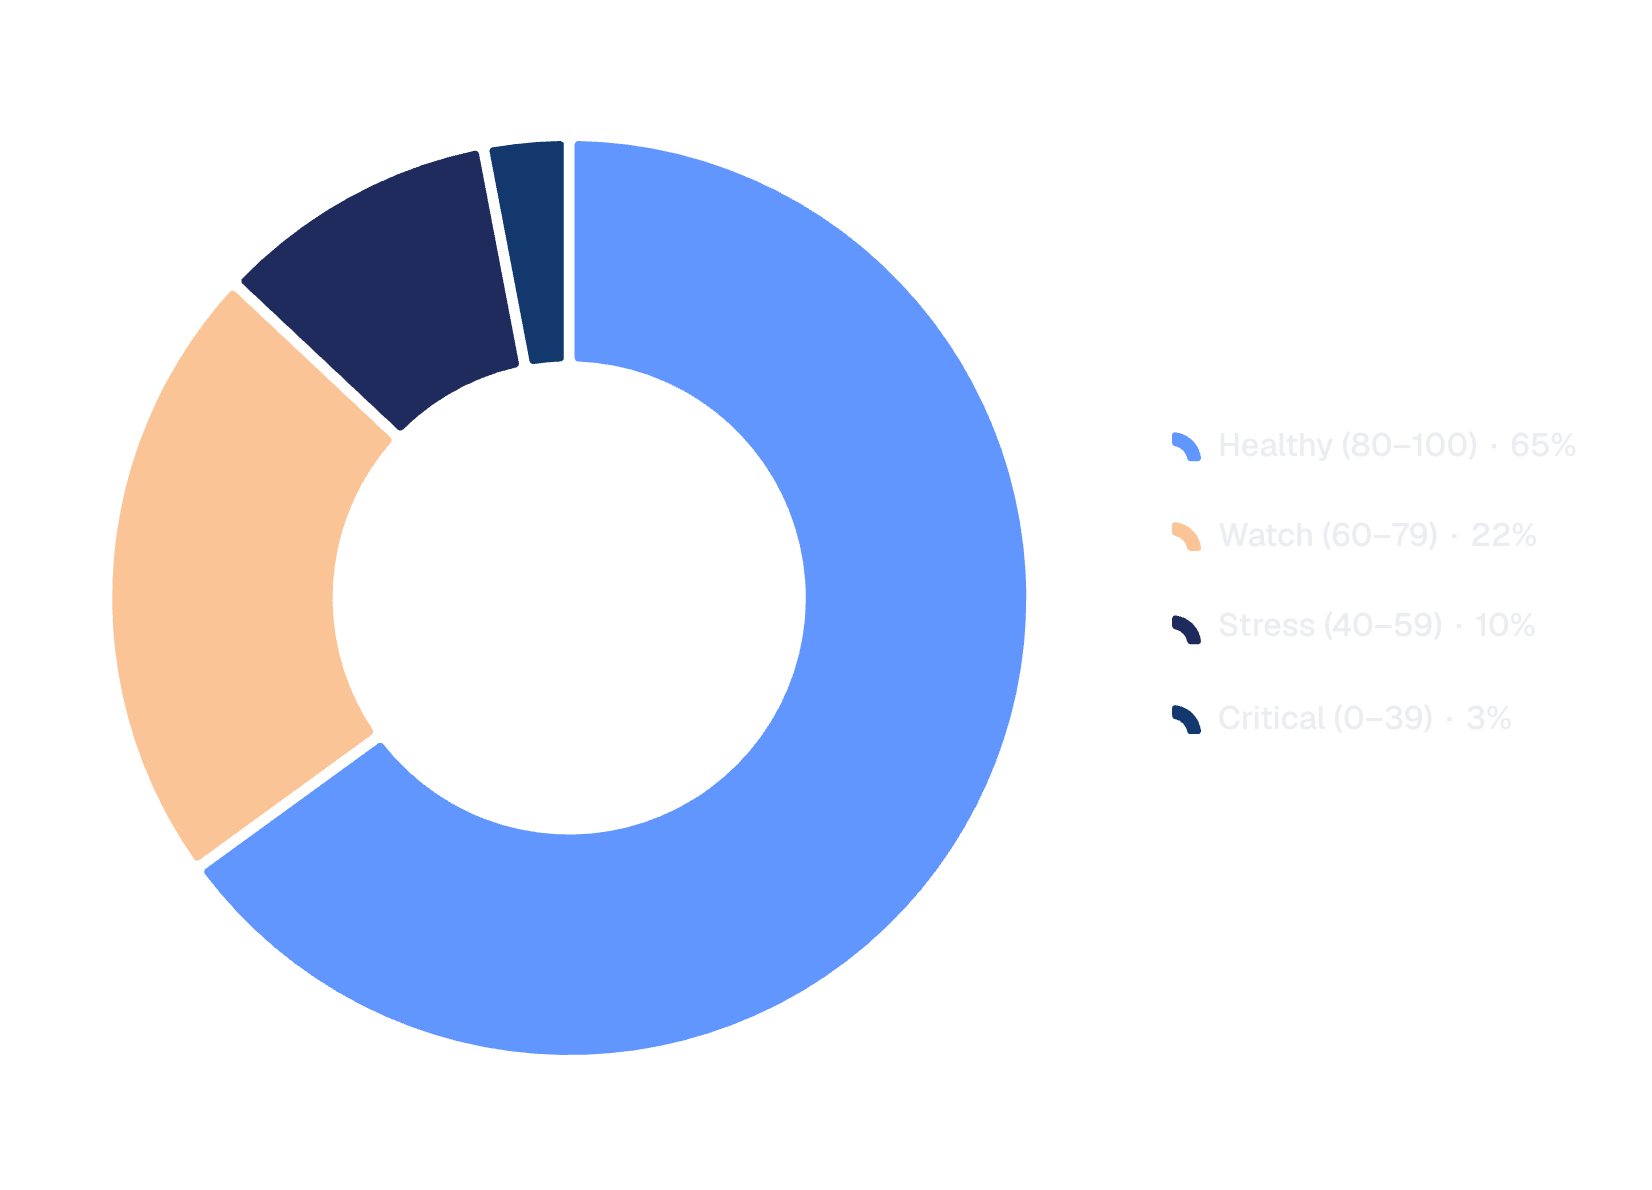 Healthy (80–100) · 65%
Watch (60–79) · 22%
Stress (40–59) · 10%
Critical (0–39) · 3%